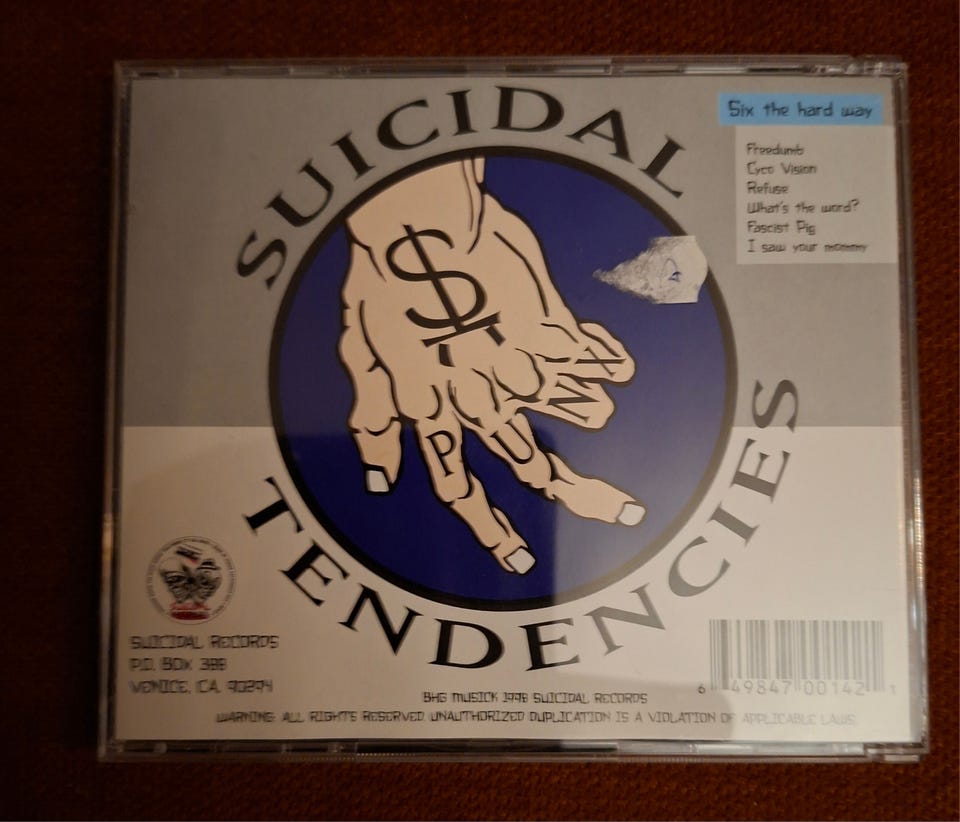 SUICIDAL
Six the hard way
Freedumb
Cyco Vision
Refuse
What's the word?
Fascist Pig
I saw your mommy
$T
PUNX
TENDENCIES
SUICIDAL RECORDS
P.O. BOX 388
VENICE, CA. 90294
6 49847 00142 1
BHG MUSICK 1998 SUICIDAL RECORDS
WARNING: ALL RIGHTS RESERVED. UNAUTHORIZED DUPLICATION IS A VIOLATION OF APPLICABLE LAWS.